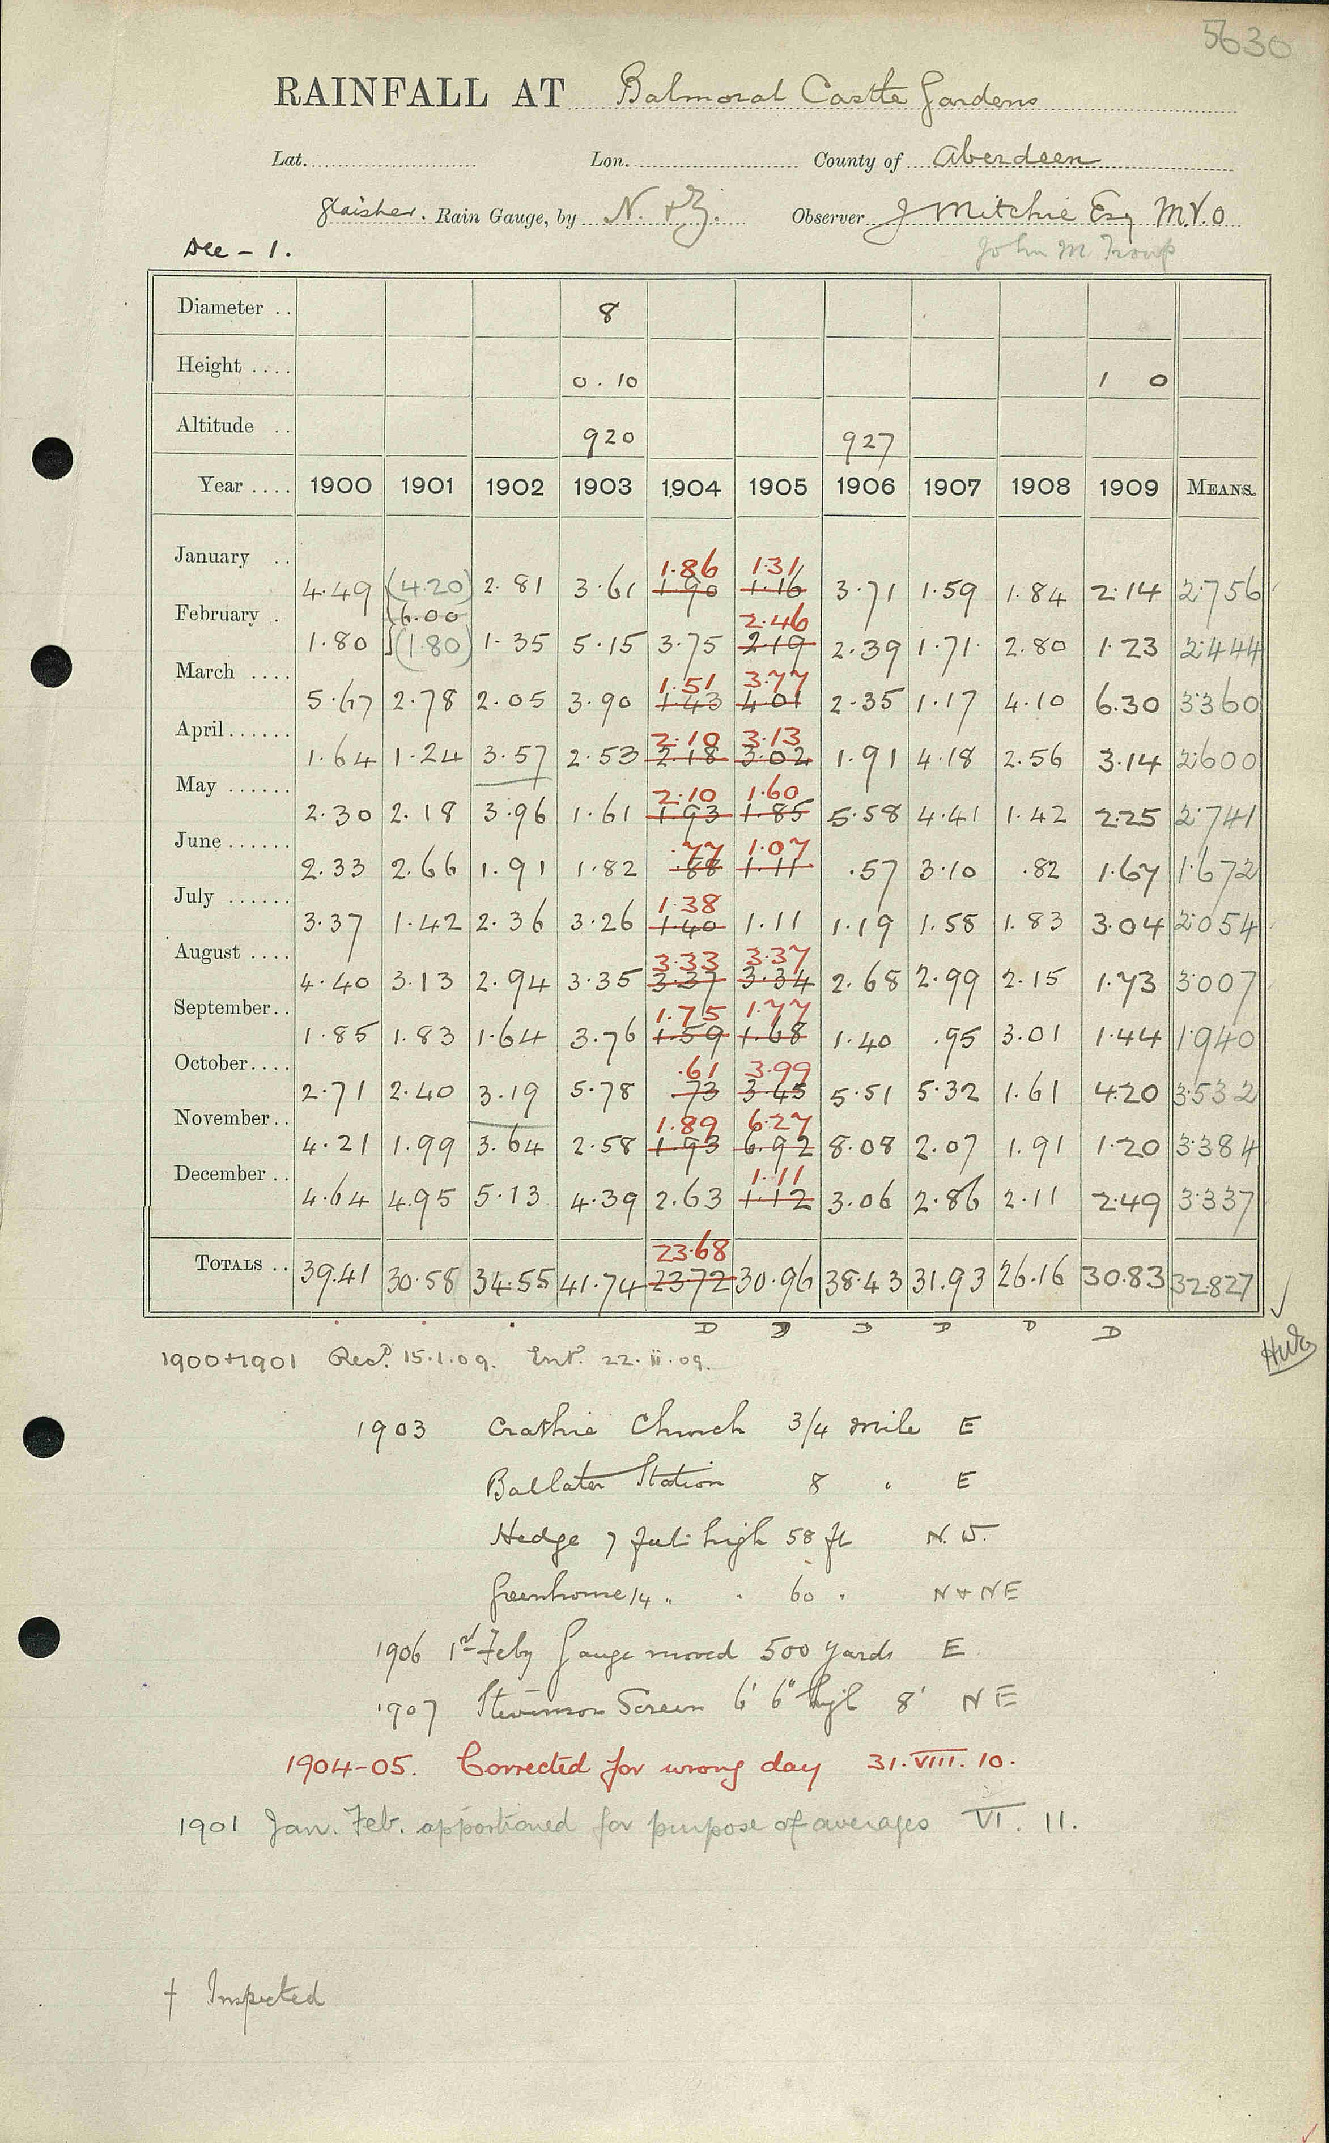 5630
RAINFALL AT Balmoral Castle Gardens
Lat. Lon. County of Aberdeen
Glaisher. Rain Gauge, by N. & Z. Observer J Mitchie Esq M.V.O
Dee - 1. John M. Troup
Diameter .. 8
Height .... 0.10 1 0
Altitude .. 920 927
Year .... 1900 1901 1902 1903 1904 1905 1906 1907 1908 1909 MEANS.
1.86 1.31
January .. 4.49 (4.20) 2.81 3.61 1.90 1.16 3.71 1.59 1.84 2.14 2.756
6.00 2.46
February . 1.80 (1.80) 1.35 5.15 3.75 2.19 2.39 1.71 2.80 1.23 2.444
1.51 3.77
March .... 5.67 2.78 2.05 3.90 1.43 4.01 2.35 1.17 4.10 6.30 3.360
2.10 3.13
April...... 1.64 1.24 3.57 2.53 2.18 3.02 1.91 4.18 2.56 3.14 2.600
2.10 1.60
May ...... 2.30 2.18 3.96 1.61 1.93 1.85 5.58 4.41 1.42 2.25 2.741
.77 1.07
June ...... 2.33 2.66 1.91 1.82 .88 1.11 .57 3.10 .82 1.67 1.672
1.38
July ...... 3.37 1.42 2.36 3.26 1.40 1.11 1.19 1.58 1.83 3.04 2.054
3.33 3.37
August .... 4.40 3.13 2.94 3.35 3.37 3.34 2.68 2.99 2.15 1.73 3.007
1.75 1.77
September.. 1.85 1.83 1.64 3.76 1.59 1.68 1.40 .95 3.01 1.44 1.940
.61 3.99
October.... 2.71 2.40 3.19 5.78 .73 3.45 5.51 5.32 1.61 4.20 3.532
1.89 6.27
November.. 4.21 1.99 3.64 2.58 1.93 6.92 8.08 2.07 1.91 1.20 3.384
1.11
December .. 4.64 4.95 5.13 4.39 2.63 1.12 3.06 2.86 2.11 2.49 3.337
23.68
TOTALS .. 39.41 30.58 34.55 41.74 23.72 30.96 38.43 31.93 26.16 30.83 32.827
D D D D D D
1900+1901 Recd. 15.1.09. Entd. 22.ii.09.
1903 Crathie Church 3/4 mile E
Ballater Station 8 " E
Hedge 7 feet high 58 ft N.W.
Greenhouse 14 " " 60 " N + NE
1906 1st Feby Gauge moved 500 yards E
1907 Stevenson Screen 6' 6" high 8' NE
1904-05. Corrected for wrong day 31.VIII.10.
1901 Jan. Feb. apportioned for purpose of averages VI. 11.
† Inspected